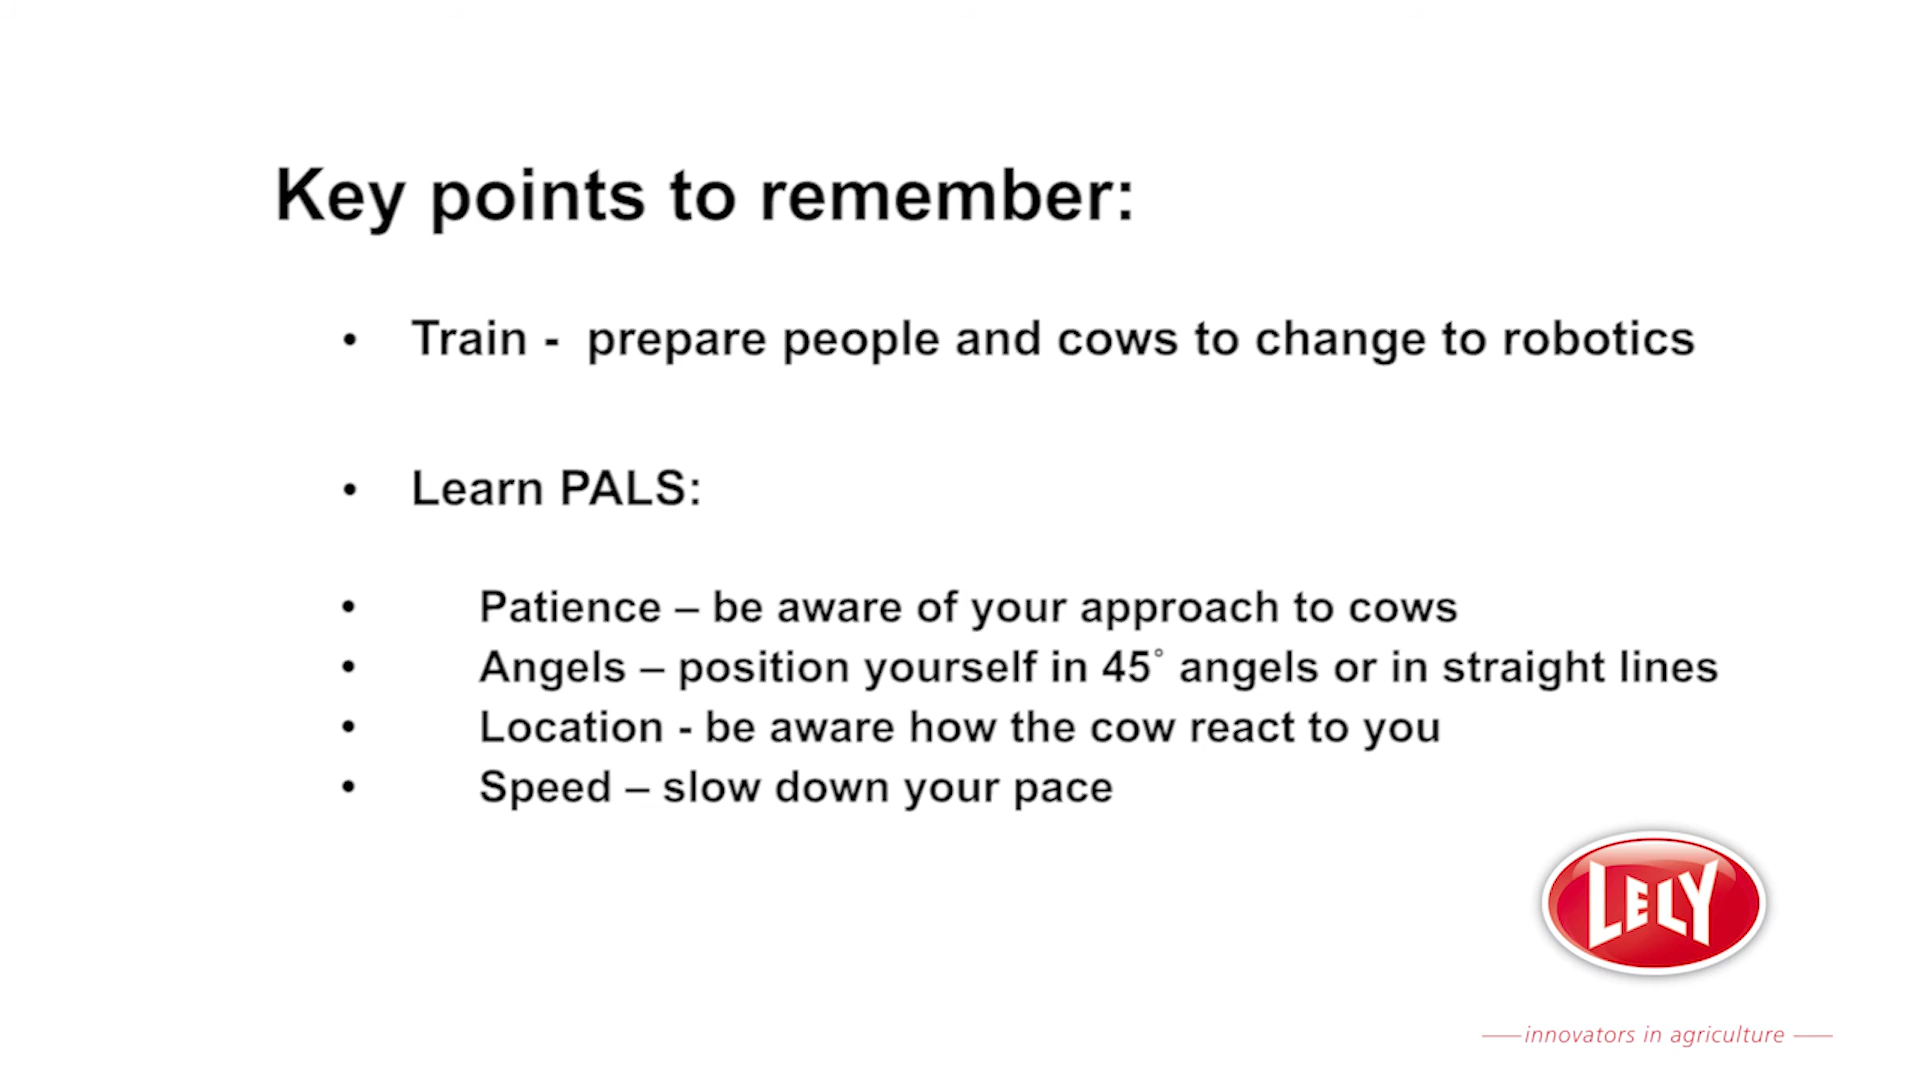 Key points to remember:
• Train - prepare people and cows to change to robotics
• Learn PALS:
• Patience – be aware of your approach to cows
• Angels – position yourself in 45° angels or in straight lines
• Location - be aware how the cow react to you
• Speed – slow down your pace
LELY
innovators in agriculture